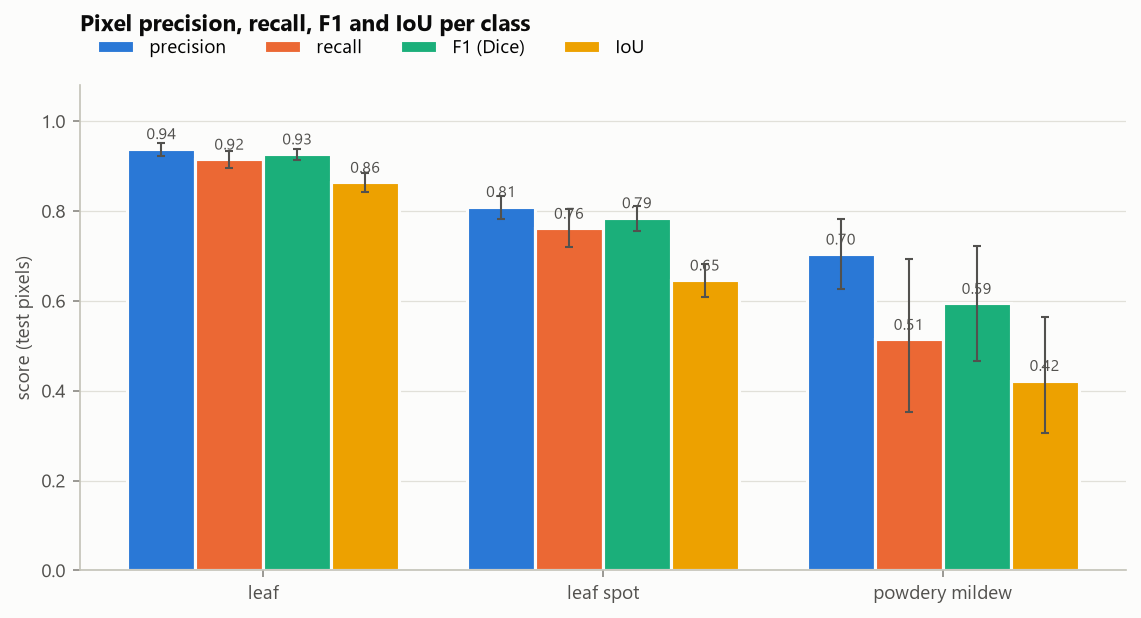 Pixel precision, recall, F1 and IoU per class
precision recall F1 (Dice) IoU
score (test pixels)
1.0
0.8
0.6
0.4
0.2
0.0
0.94 0.92 0.93 0.86
0.81 0.76 0.79 0.65
0.70 0.51 0.59 0.42
leaf leaf spot powdery mildew